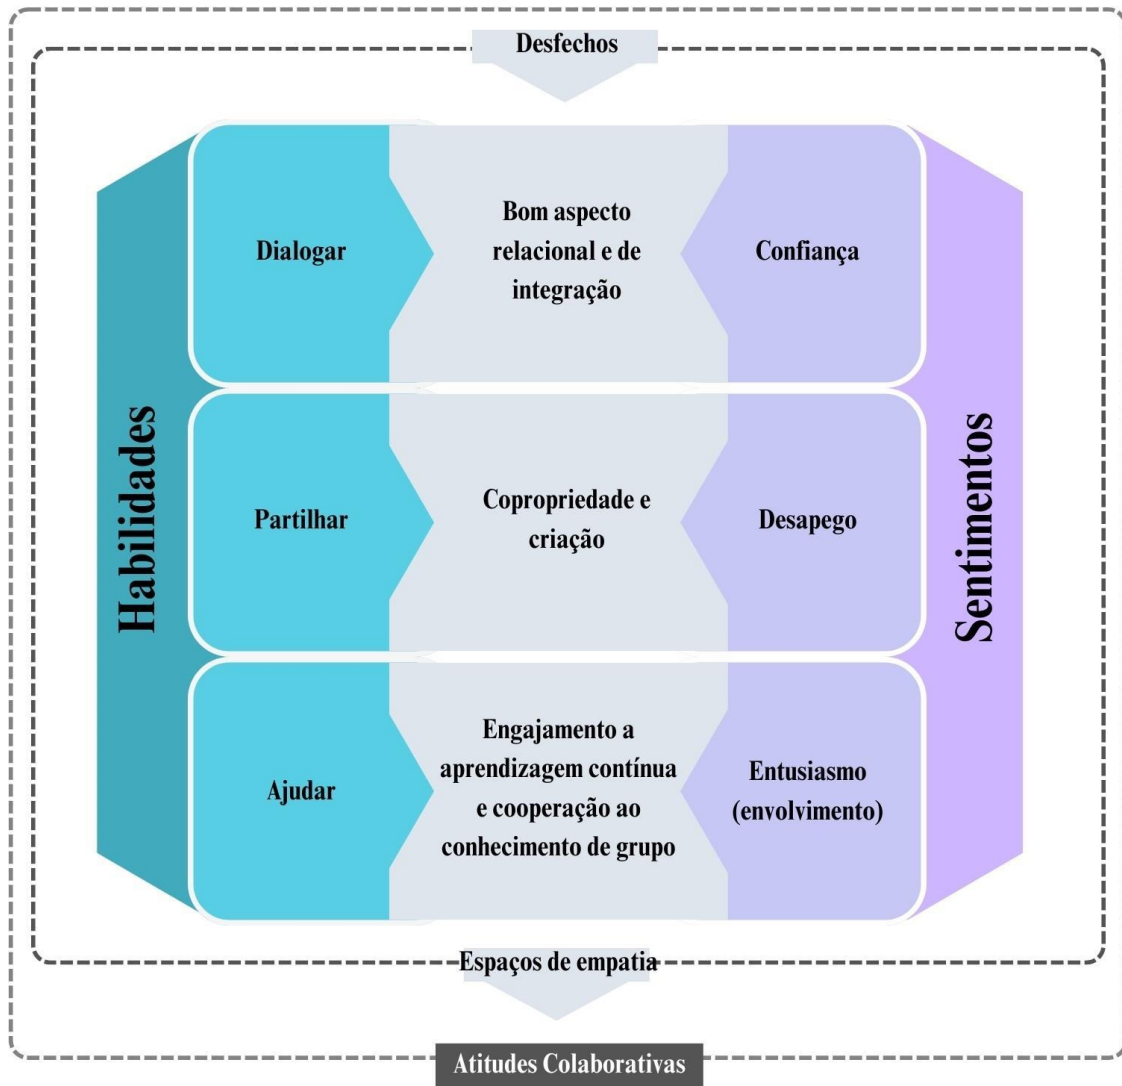 Desfechos
Habilidades
Dialogar
Bom aspecto
relacional e de
integração
Confiança
Partilhar
Copropriedade e
criação
Desapego
Ajudar
Engajamento a
aprendizagem contínua
e cooperação ao
conhecimento de grupo
Entusiasmo
(envolvimento)
Sentimentos
Espaços de empatia
Atitudes Colaborativas